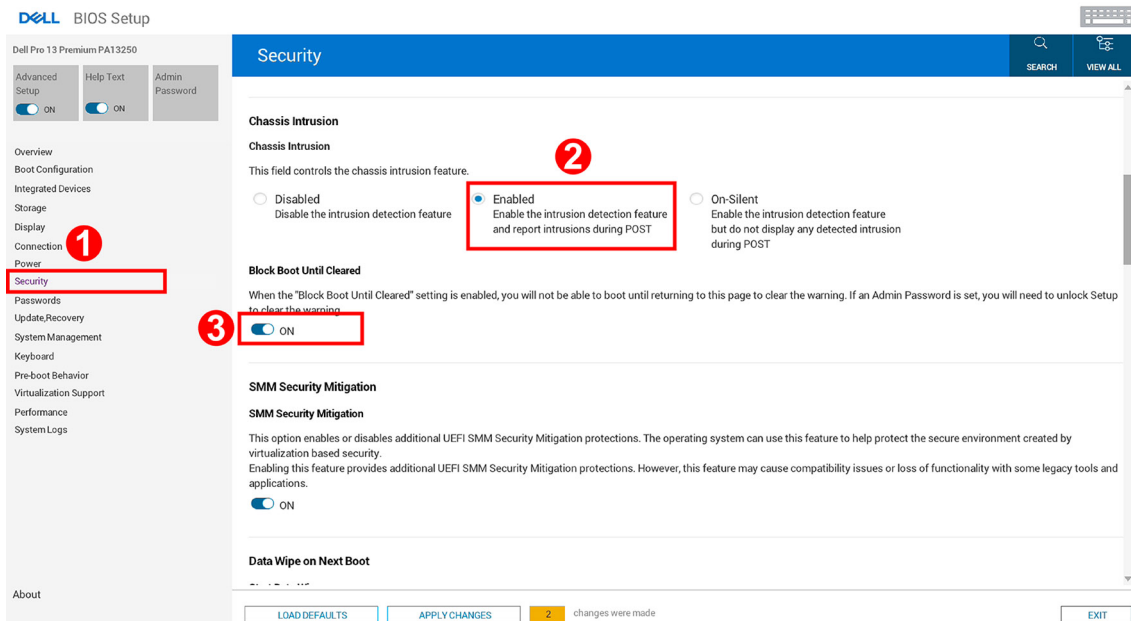 DELL BIOS Setup
Dell Pro 13 Premium PA13250
Advanced Setup
ON
Help Text
ON
Admin Password
Overview
Boot Configuration
Integrated Devices
Storage
Display
Connection
1
Power
Security
Passwords
Update,Recovery
System Management
Keyboard
Pre-boot Behavior
Virtualization Support
Performance
System Logs
About
Security
SEARCH
VIEW ALL
Chassis Intrusion
Chassis Intrusion
2
This field controls the chassis intrusion feature.
Disabled
Disable the intrusion detection feature
Enabled
Enable the intrusion detection feature
and report intrusions during POST
On-Silent
Enable the intrusion detection feature
but do not display any detected intrusion
during POST
Block Boot Until Cleared
When the "Block Boot Until Cleared" setting is enabled, you will not be able to boot until returning to this page to clear the warning. If an Admin Password is set, you will need to unlock Setup
to clear the warning.
3
ON
SMM Security Mitigation
SMM Security Mitigation
This option enables or disables additional UEFI SMM Security Mitigation protections. The operating system can use this feature to help protect the secure environment created by
virtualization based security.
Enabling this feature provides additional UEFI SMM Security Mitigation protections. However, this feature may cause compatibility issues or loss of functionality with some legacy tools and
applications.
ON
Data Wipe on Next Boot
LOAD DEFAULTS
APPLY CHANGES
2
changes were made
EXIT